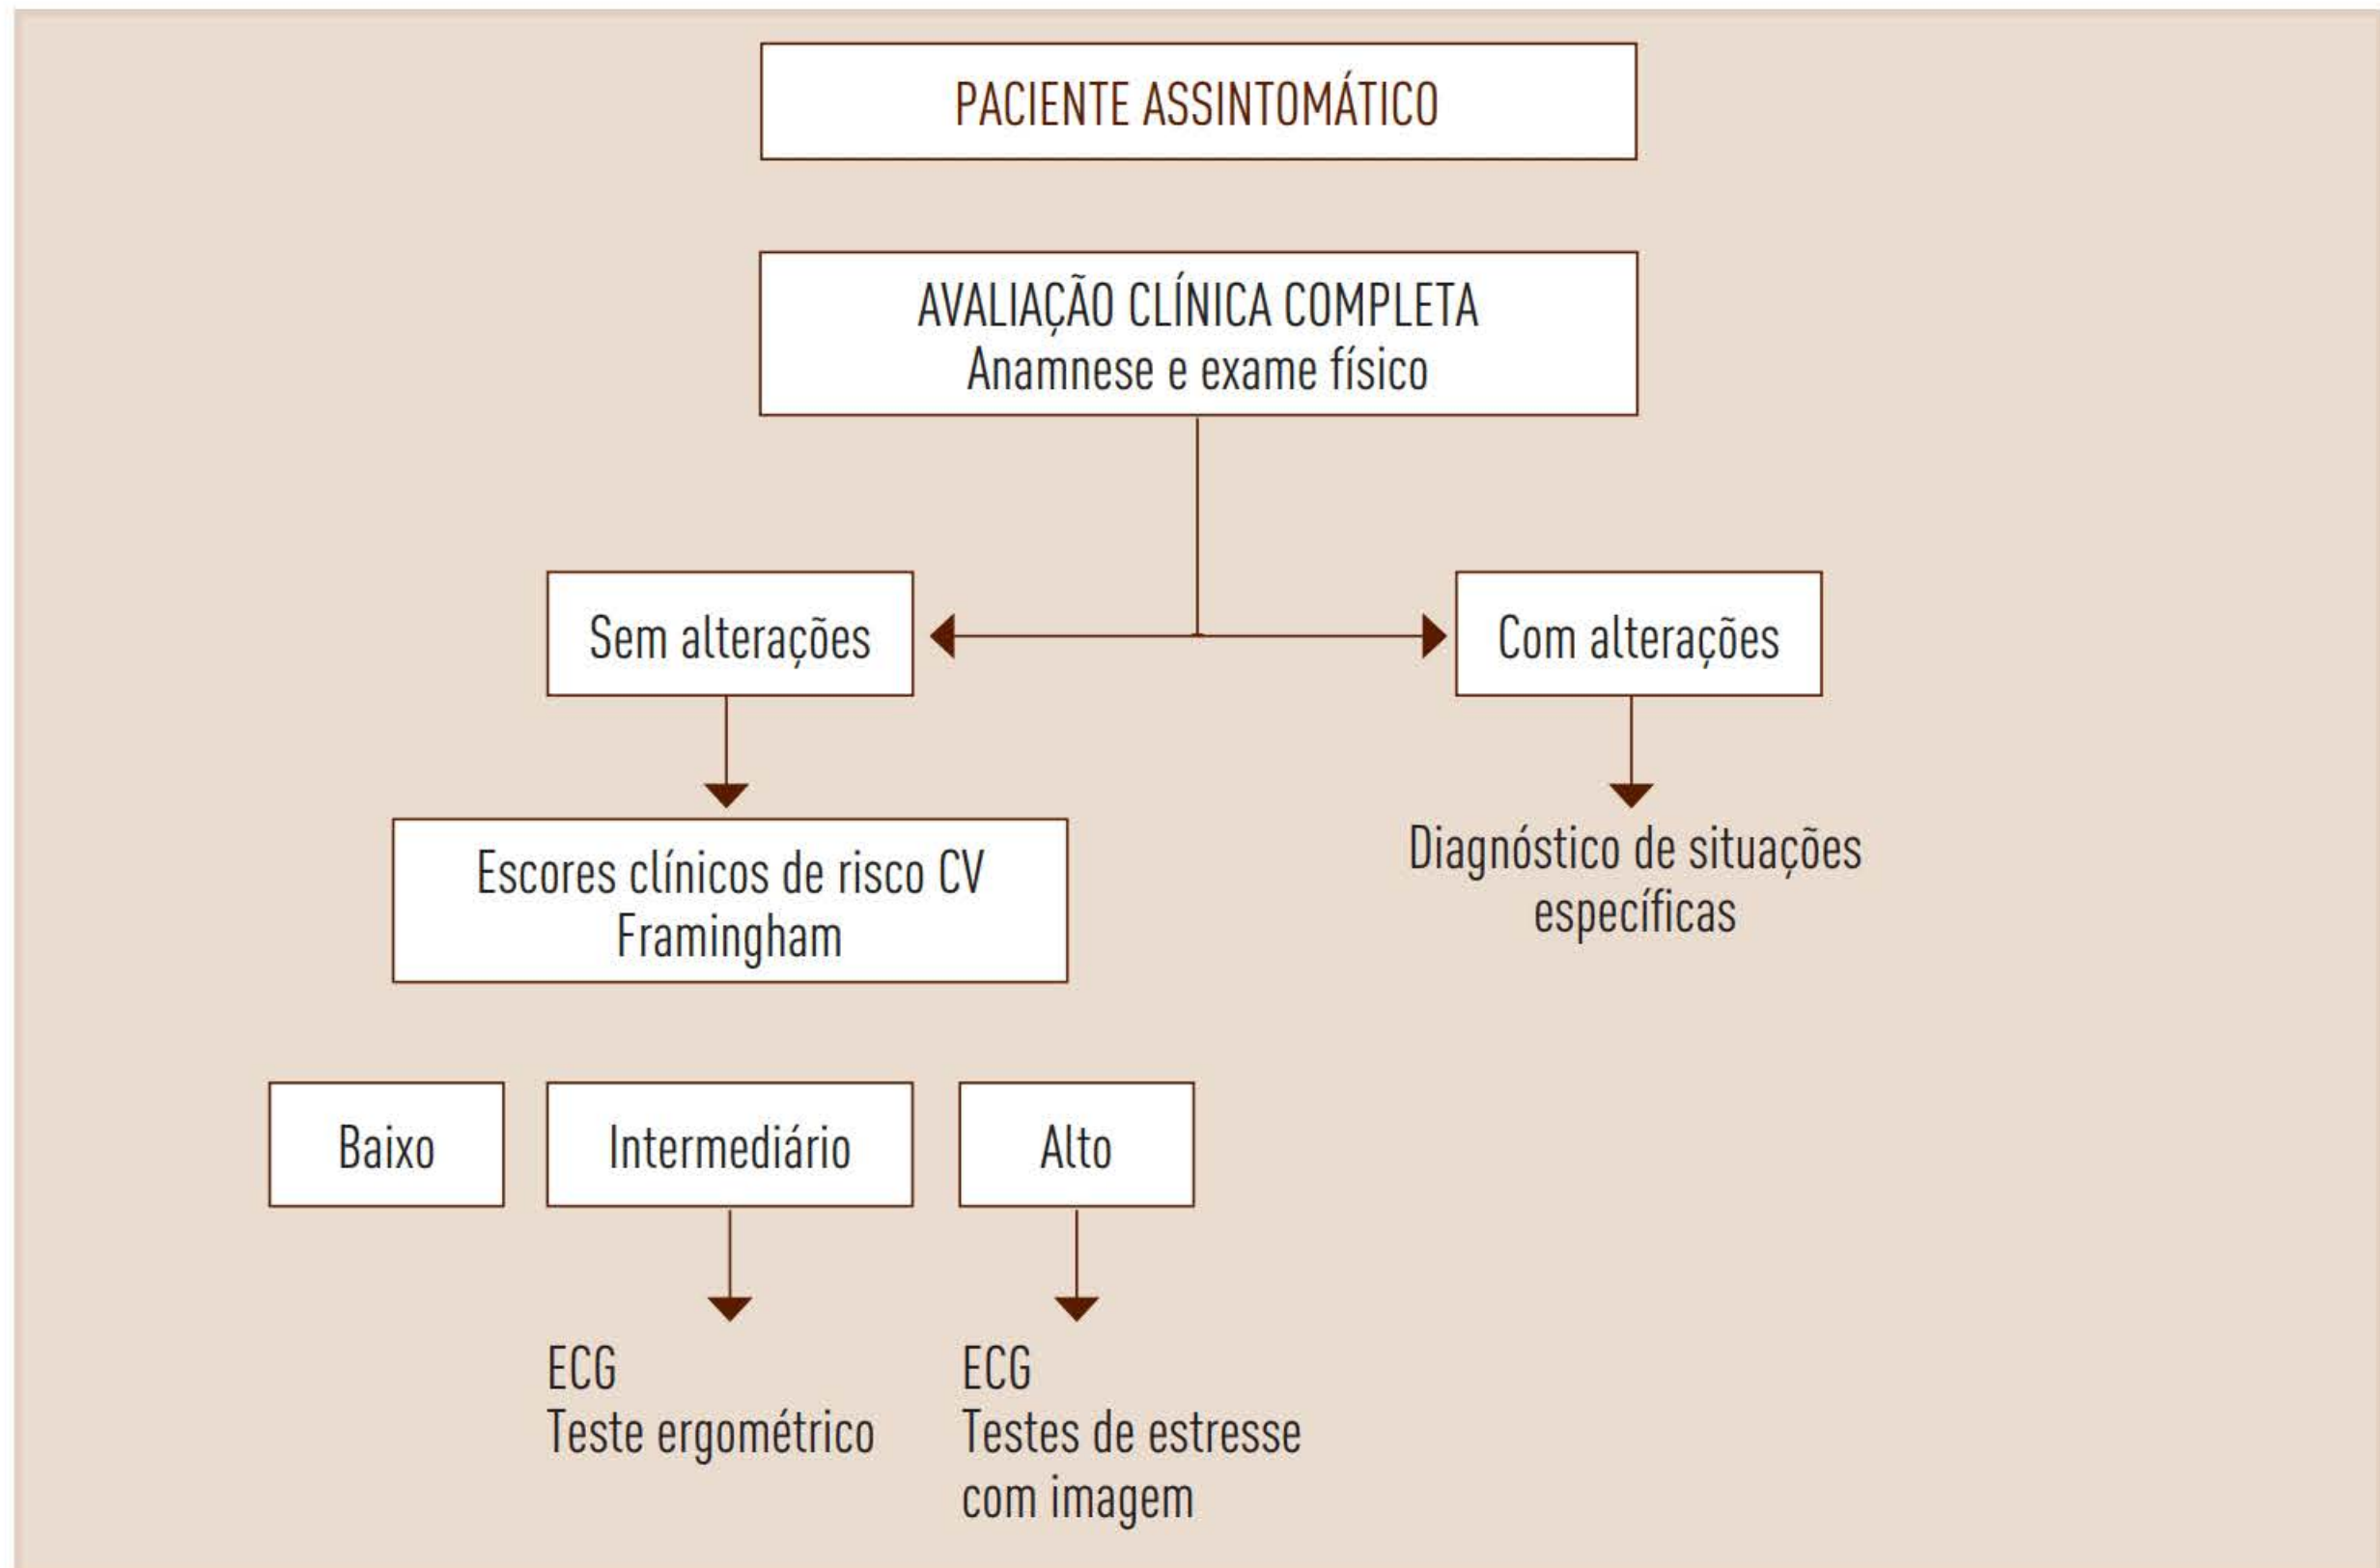 PACIENTE ASSINTOMÁTICO
AVALIAÇÃO CLÍNICA COMPLETA
Anamnese e exame físico
Sem alterações
Com alterações
Escores clínicos de risco CV
Framingham
Diagnóstico de situações
específicas
Baixo
Intermediário
Alto
ECG
Teste ergométrico
ECG
Testes de estresse
com imagem